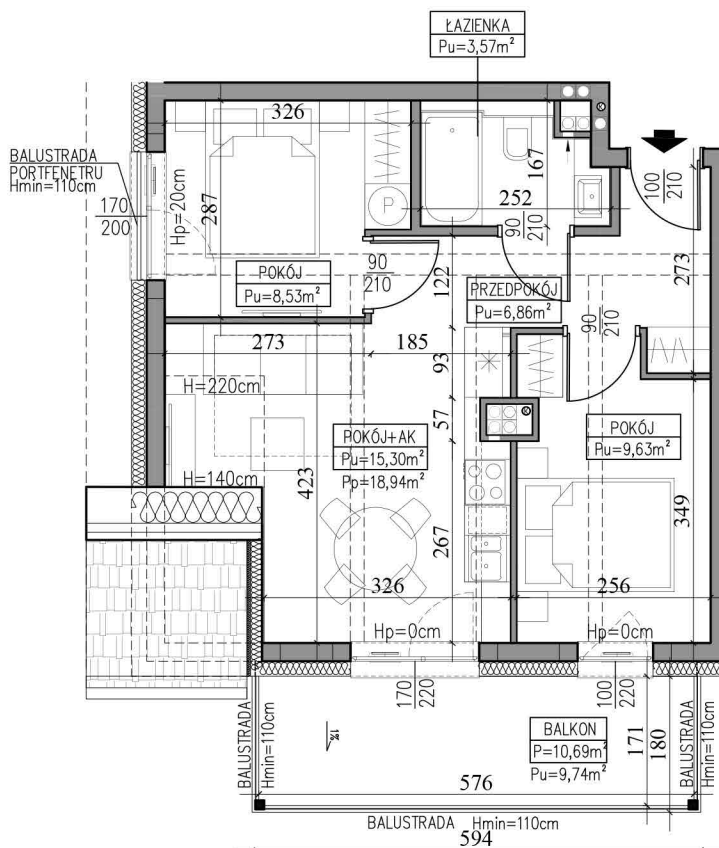 ŁAZIENKA
Pu=3,57m²
326
BALUSTRADA
PORTFENETRU
Hmin=110cm
170
200
Hp=20cm
287
P
167
252
90
210
100
210
POKÓJ
Pu=8,53m²
90
210
122
PRZEDPOKÓJ
Pu=6,86m²
273
90
210
273
185
93
H=220cm
57
POKÓJ+AK
Pu=15,30m²
Pp=18,94m²
POKÓJ
Pu=9,63m²
H=140cm
423
349
267
326
256
Hp=0cm
Hp=0cm
170
220
100
220
BALUSTRADA
Hmin=110cm
1%
BALKON
P=10,69m²
Pu=9,74m²
171
180
BALUSTRADA
Hmin=110cm
576
BALUSTRADA Hmin=110cm
594